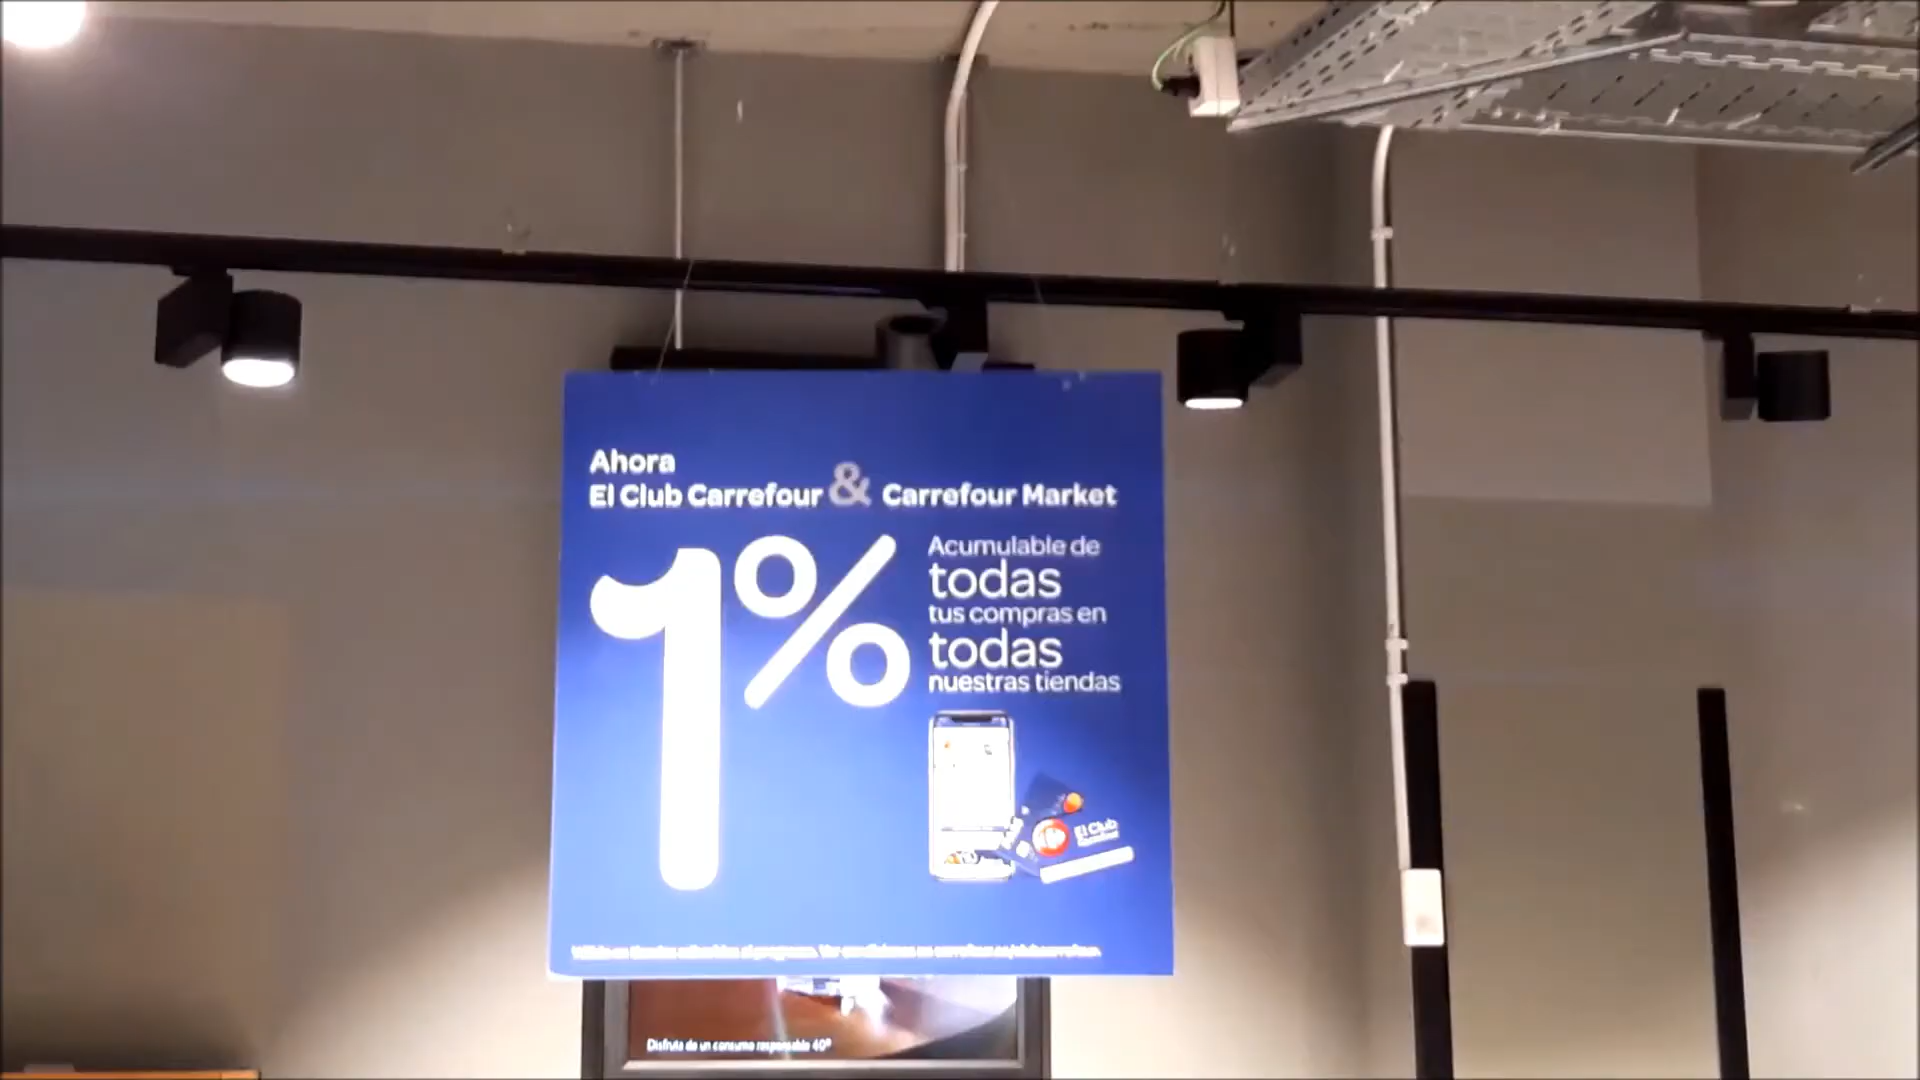 Ahora
El Club Carrefour & Carrefour Market
1%
Acumulable de
todas
tus compras en
todas
nuestras tiendas
El Club
Disfruta de un consumo responsable 40º